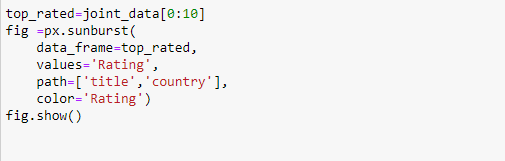 top_rated=joint_data[0:10]
fig =px.sunburst(
    data_frame=top_rated,
    values='Rating',
    path=['title','country'],
    color='Rating')
fig.show()